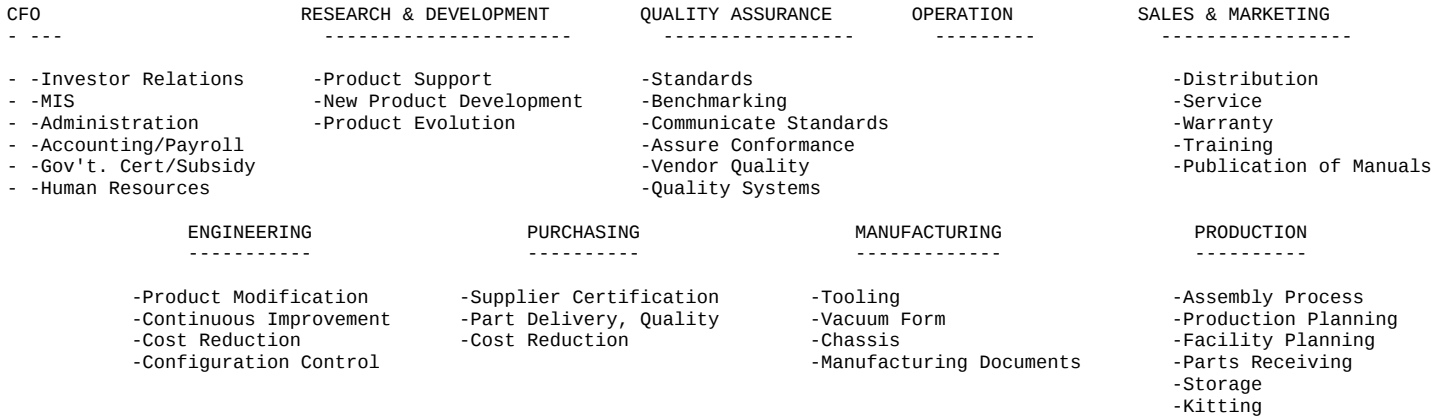 CFO RESEARCH & DEVELOPMENT QUALITY ASSURANCE OPERATION SALES & MARKETING
- --- ---------------------- ----------------- --------- -----------------
- -Investor Relations -Product Support -Standards -Distribution
- -MIS -New Product Development -Benchmarking -Service
- -Administration -Product Evolution -Communicate Standards -Warranty
- -Accounting/Payroll -Assure Conformance -Training
- -Gov't. Cert/Subsidy -Vendor Quality -Publication of Manuals
- -Human Resources -Quality Systems
ENGINEERING PURCHASING MANUFACTURING PRODUCTION
----------- ---------- ------------- ----------
-Product Modification -Supplier Certification -Tooling -Assembly Process
-Continuous Improvement -Part Delivery, Quality -Vacuum Form -Production Planning
-Cost Reduction -Cost Reduction -Chassis -Facility Planning
-Configuration Control -Manufacturing Documents -Parts Receiving
-Storage
-Kitting